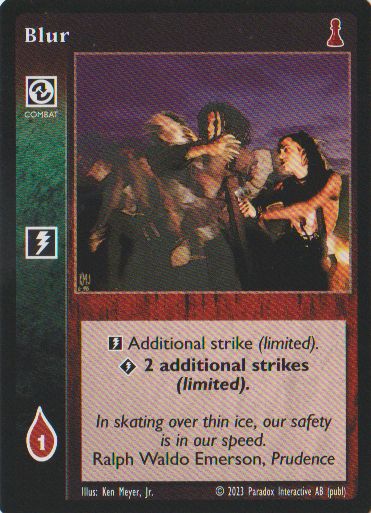 Blur
COMBAT
Additional strike (limited).
2 additional strikes
(limited).
In skating over thin ice, our safety
is in our speed.
Ralph Waldo Emerson, Prudence
1
Illus: Ken Meyer, Jr. © 2023 Paradox Interactive AB (publ)